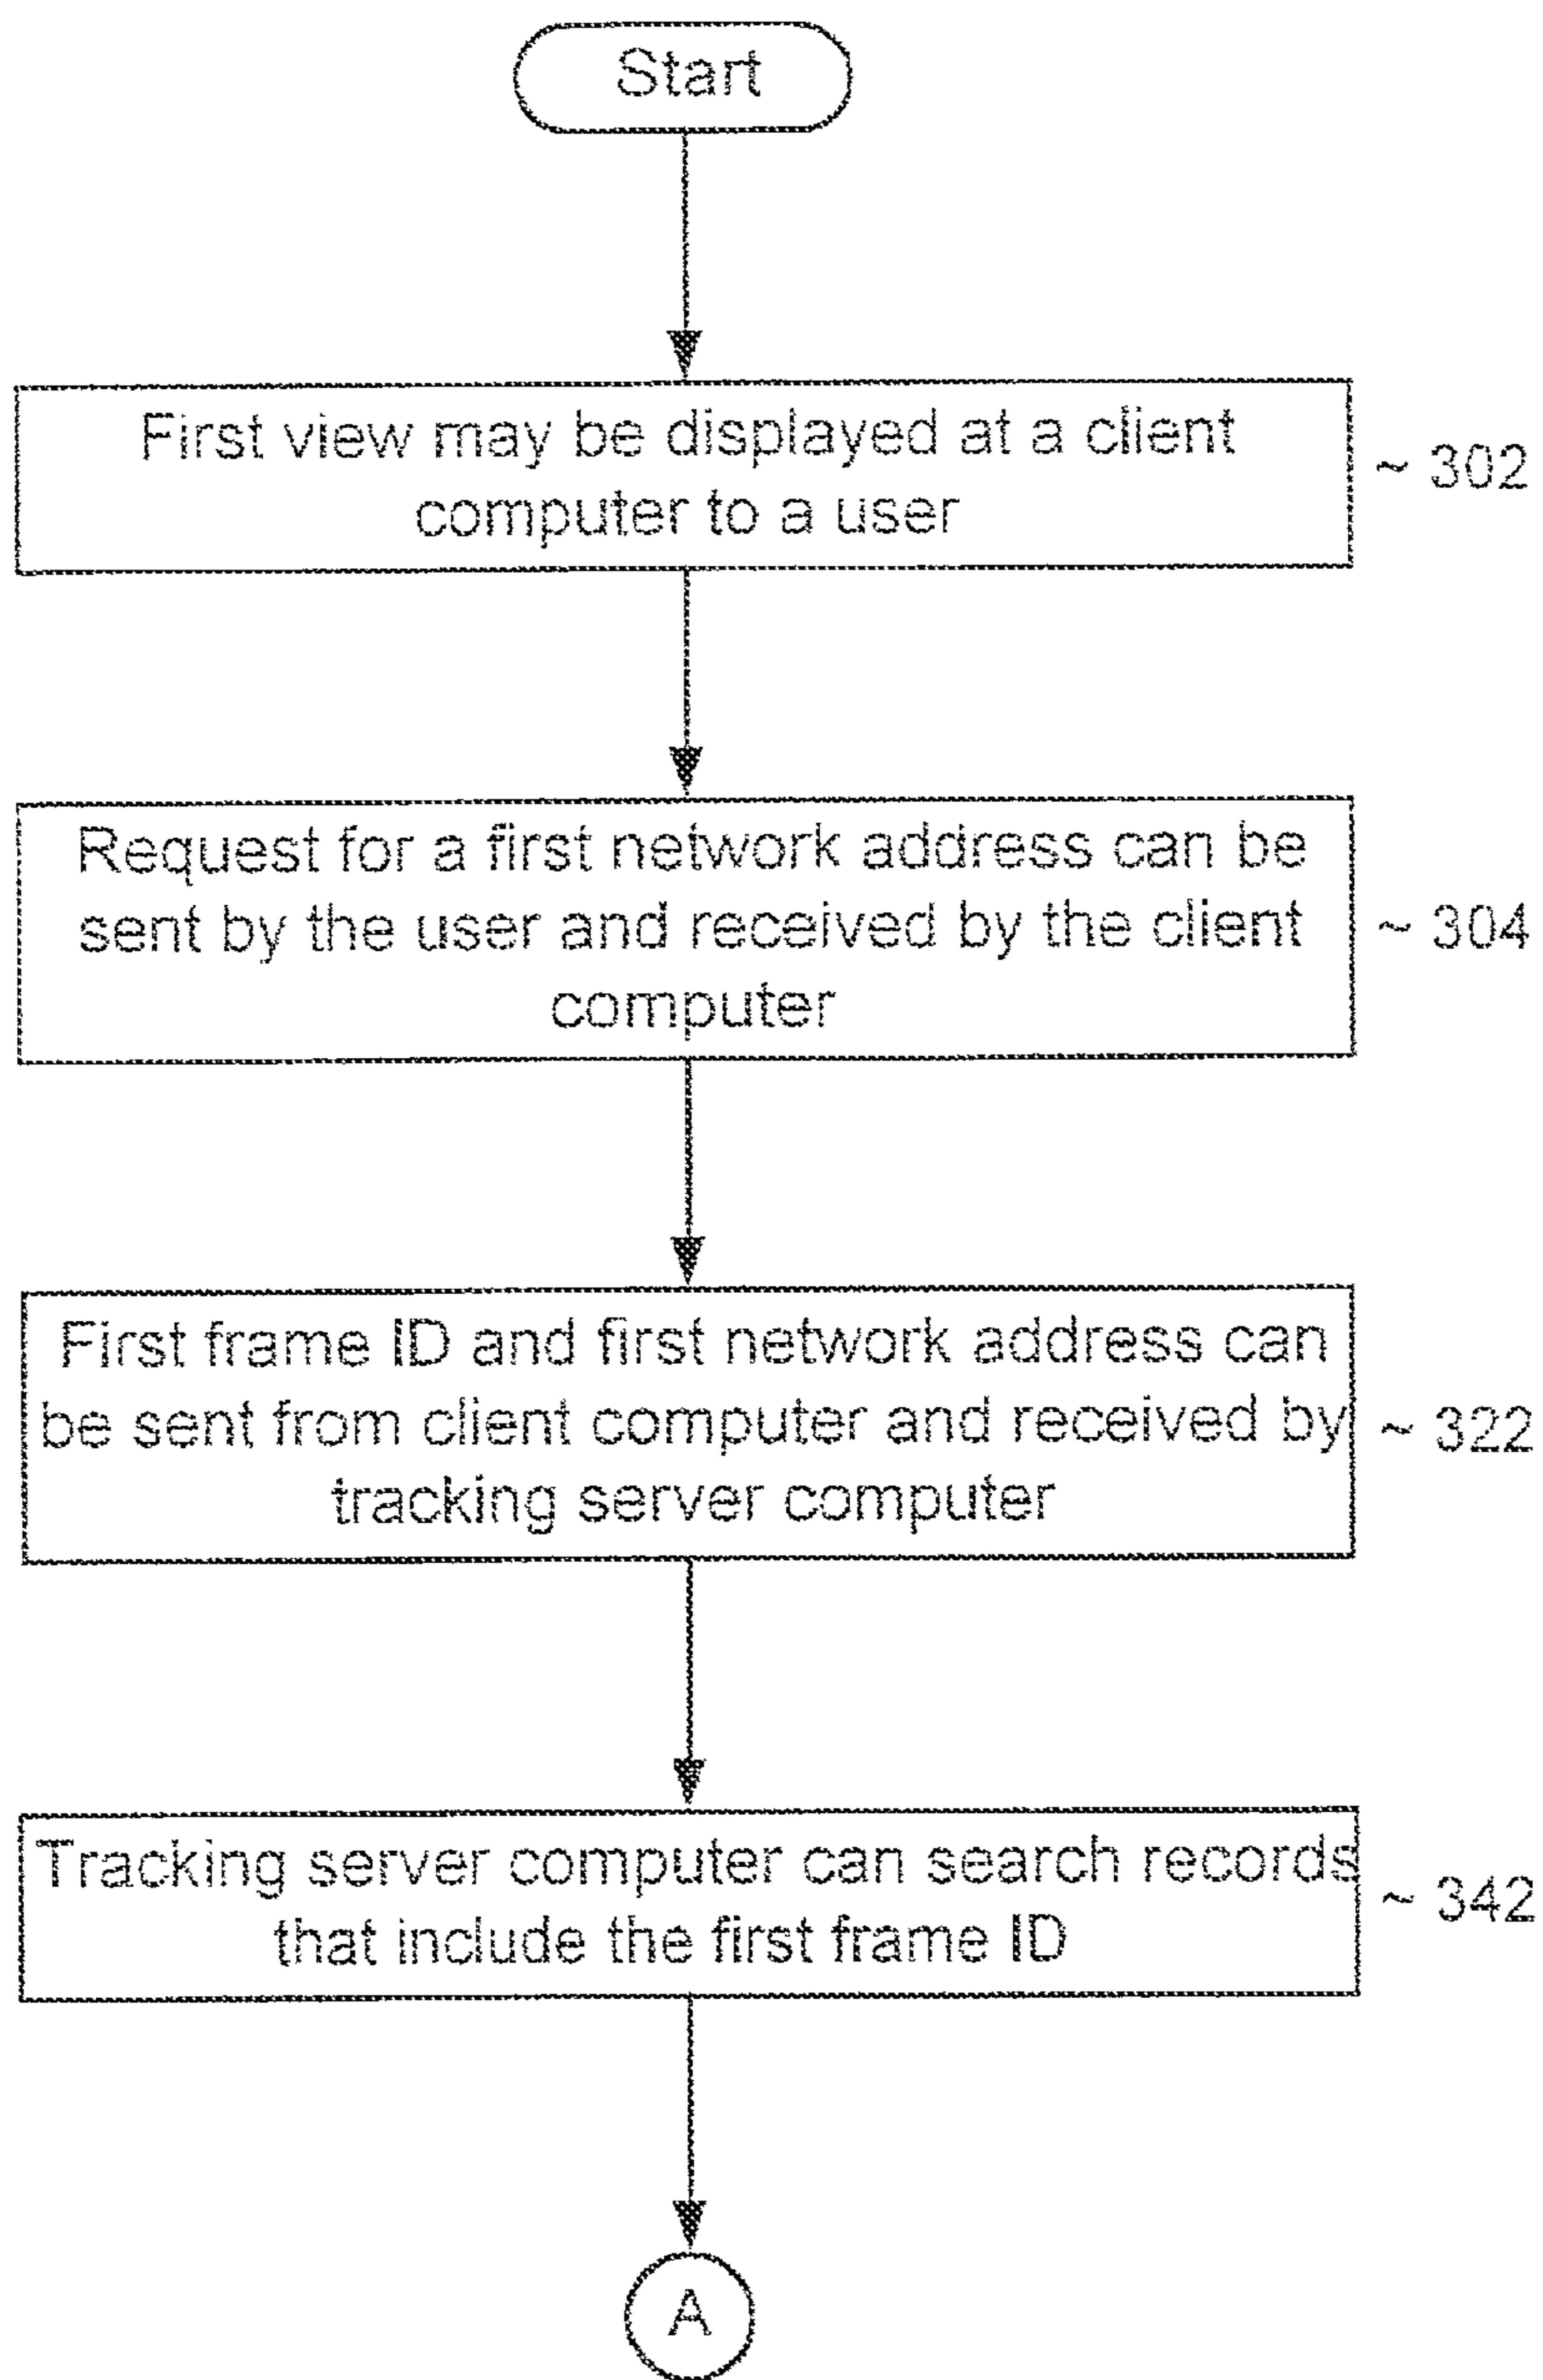 Start
First view may be displayed at a client
computer to a user
~ 302
Request for a first network address can be
sent by the user and received by the client
computer
~ 304
First frame ID and first network address can
be sent from client computer and received by
tracking server computer
~ 322
Tracking server computer can search records
that include the first frame ID
~ 342
A